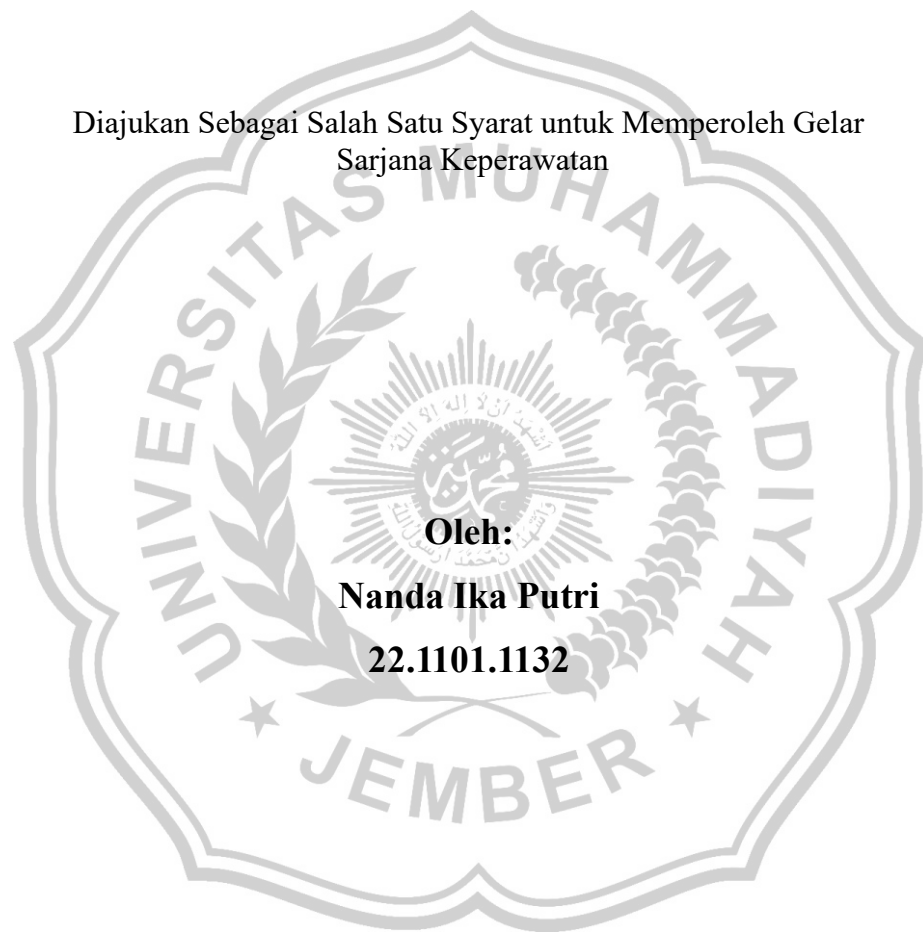 Diajukan Sebagai Salah Satu Syarat untuk Memperoleh Gelar
Sarjana Keperawatan
UNIVERSITAS MUHAMMADIYAH
Oleh:
Nanda Ika Putri
22.1101.1132
JEMBER